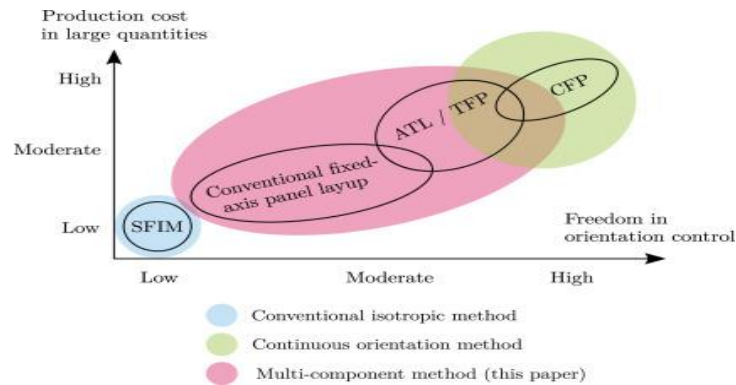 Production cost
in large quantities
High
Moderate
Low
CFP
ATL / TFP
Conventional fixed-
axis panel layup
SFIM
Freedom in
orientation control
Low
Moderate
High
Conventional isotropic method
Continuous orientation method
Multi-component method (this paper)